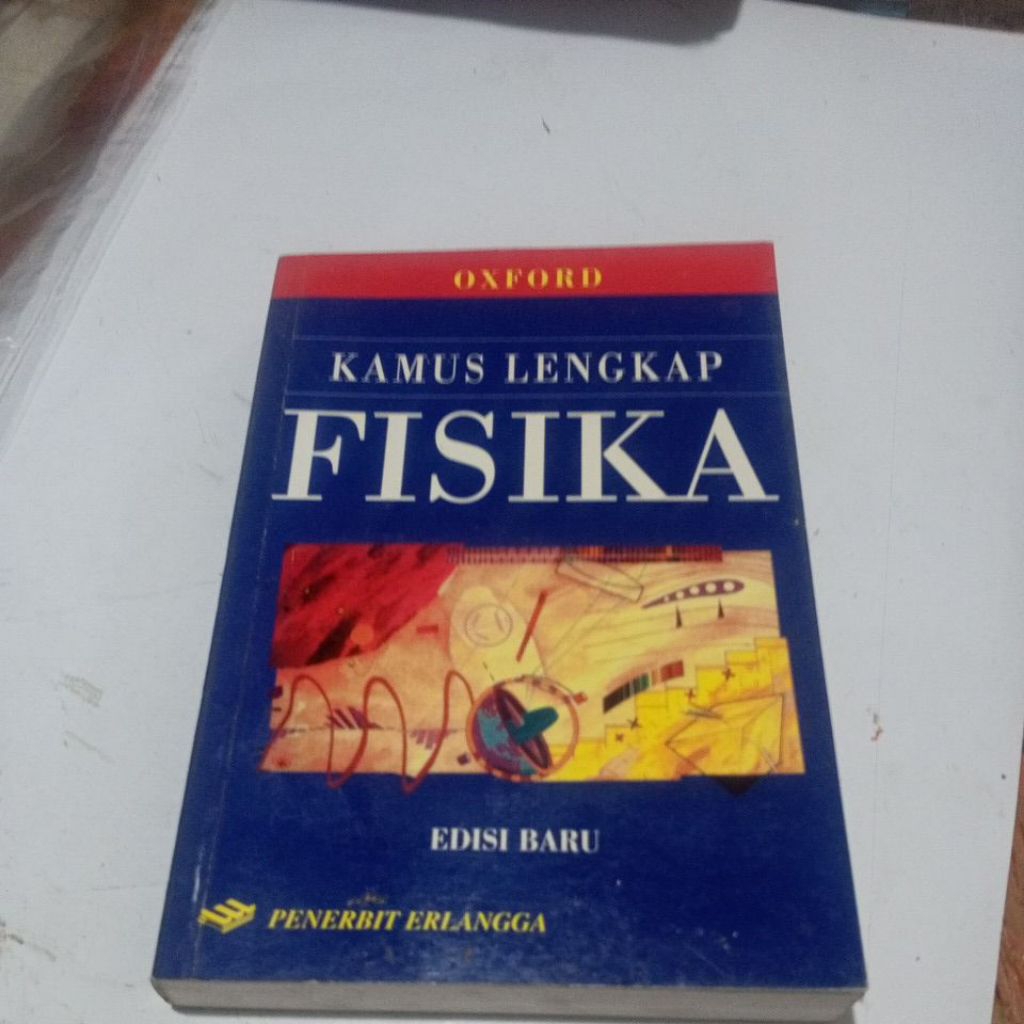 OXFORD
KAMUS LENGKAP
FISIKA
EDISI BARU
PENERBIT ERLANGGA